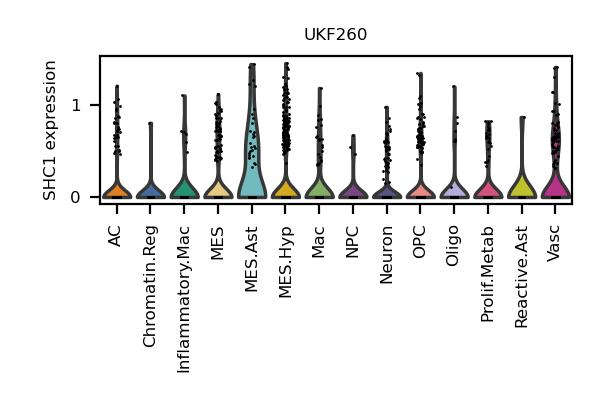 UKF260
SHC1 expression
1
0
AC
Chromatin.Reg
Inflammatory.Mac
MES
MES.Ast
MES.Hyp
Mac
NPC
Neuron
OPC
Oligo
Prolif.Metab
Reactive.Ast
Vasc